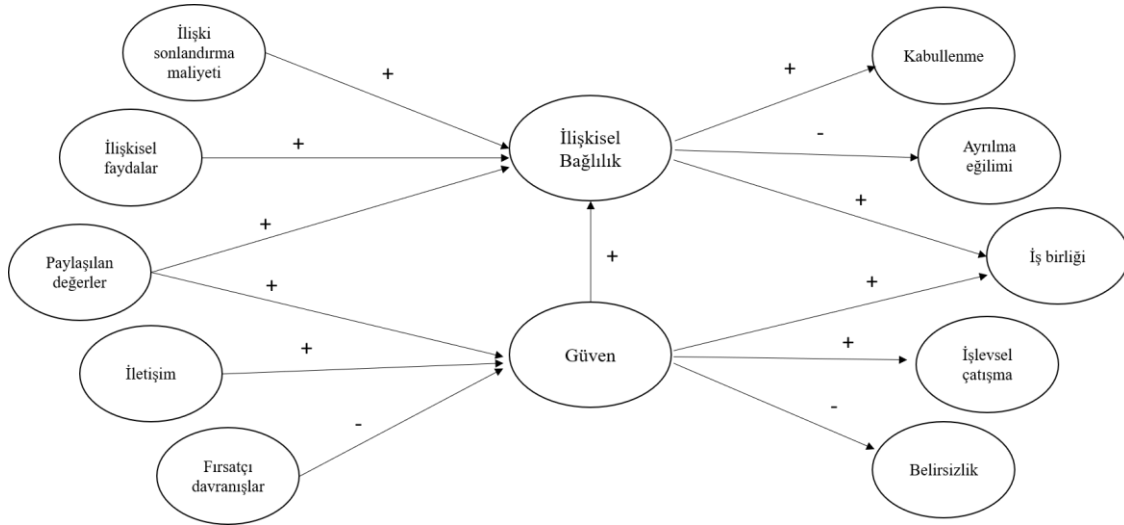 İlişki
sonlandırma
maliyeti
+
Kabullenme
+
İlişkisel
faydalar
+
İlişkisel
Bağlılık
-
Ayrılma
eğilimi
+
+
Paylaşılan
değerler
+
+
+
İş birliği
İletişim
+
Güven
+
İşlevsel
çatışma
-
Fırsatçı
davranışlar
-
Belirsizlik